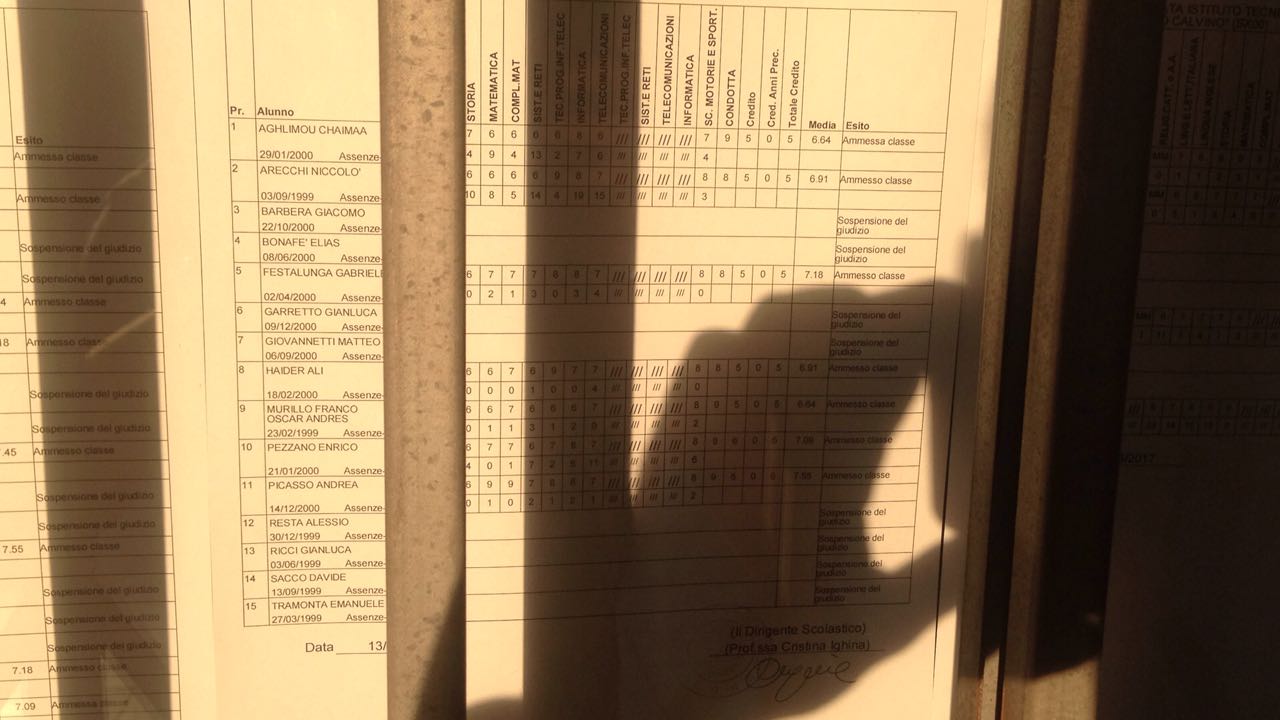 TA ISTITUTO TECN
O CALVINO" (
Esito
Ammessa classe
Ammesso classe
Sospensione del giudizio
Sospensione del giudizio
4 Ammesso classe
18 Ammesso classe
Sospensione del giudizio
Sospensione del giudizio
.45 Ammesso classe
Sospensione del giudizio
Sospensione del giudizio
7.55 Ammesso classe
Sospensione del giudizio
Sospensione del giudizio
Sospensione del giudizio
7.18 Ammesso classe
7.09 Ammessa classe
Pr. Alunno STORIA MATEMATICA COMPL.MAT SIST.E RETI TEC.PROG.INF.TELEC INFORMATICA TELECOMUNICAZIONI TEC.PROG.INF.TELEC SIST.E RETI TELECOMUNICAZIONI INFORMATICA SC. MOTORIE E SPORT. CONDOTTA Credito Cred. Anni Prec. Totale Credito Media Esito
1 AGHLIMOU CHAIMAA 7 6 6 6 6 8 6 /// /// /// /// 7 9 5 0 5 6.64 Ammessa classe
29/01/2000 Assenze- 4 9 4 13 2 7 6 /// /// /// /// 4
2 ARECCHI NICCOLO' 6 6 6 6 9 8 7 /// /// /// /// 8 8 5 0 5 6.91 Ammesso classe
03/09/1999 Assenze- 10 8 5 14 4 19 15 /// /// /// /// 3
3 BARBERA GIACOMO Sospensione del
22/10/2000 Assenze- giudizio
4 BONAFE' ELIAS Sospensione del
08/06/2000 Assenze- giudizio
5 FESTALUNGA GABRIELE 6 7 7 7 8 8 7 /// /// /// /// 8 8 5 0 5 7.18 Ammesso classe
02/04/2000 Assenze- 0 2 1 3 0 3 4 /// /// /// /// 0
6 GARRETTO GIANLUCA Sospensione del
09/12/2000 Assenze- giudizio
7 GIOVANNETTI MATTEO Sospensione del
06/09/2000 Assenze- giudizio
8 HAIDER ALI 6 6 7 6 9 7 7 /// /// /// /// 8 8 5 0 5 6.91 Ammesso classe
18/02/2000 Assenze- 0 0 0 1 0 0 4 /// /// /// /// 0
9 MURILLO FRANCO 6 6 7 6 6 6 7 /// /// /// /// 8 9 5 0 5 6.64 Ammesso classe
OSCAR ANDRES
23/02/1999 Assenze- 0 1 1 3 1 2 0 /// /// /// /// 2
10 PEZZANO ENRICO 6 7 7 6 7 8 7 /// /// /// /// 8 8 6 0 6 7.09 Ammesso classe
21/01/2000 Assenze- 4 0 1 7 2 6 11 /// /// /// /// 6
11 PICASSO ANDREA 6 9 9 7 8 8 7 /// /// /// /// 8 9 6 0 6 7.55 Ammesso classe
14/12/2000 Assenze- 0 1 0 2 1 2 1 /// /// /// /// 2
12 RESTA ALESSIO Sospensione del
30/12/1999 Assenze- giudizio
13 RICCI GIANLUCA Sospensione del
03/06/1999 Assenze- giudizio
14 SACCO DAVIDE Sospensione del
13/09/1999 Assenze- giudizio
15 TRAMONTA EMANUELE Sospensione del
27/03/1999 Assenze- giudizio
Data 13/
(Il Dirigente Scolastico)
(Prof.ssa Cristina Ighina)
/2017